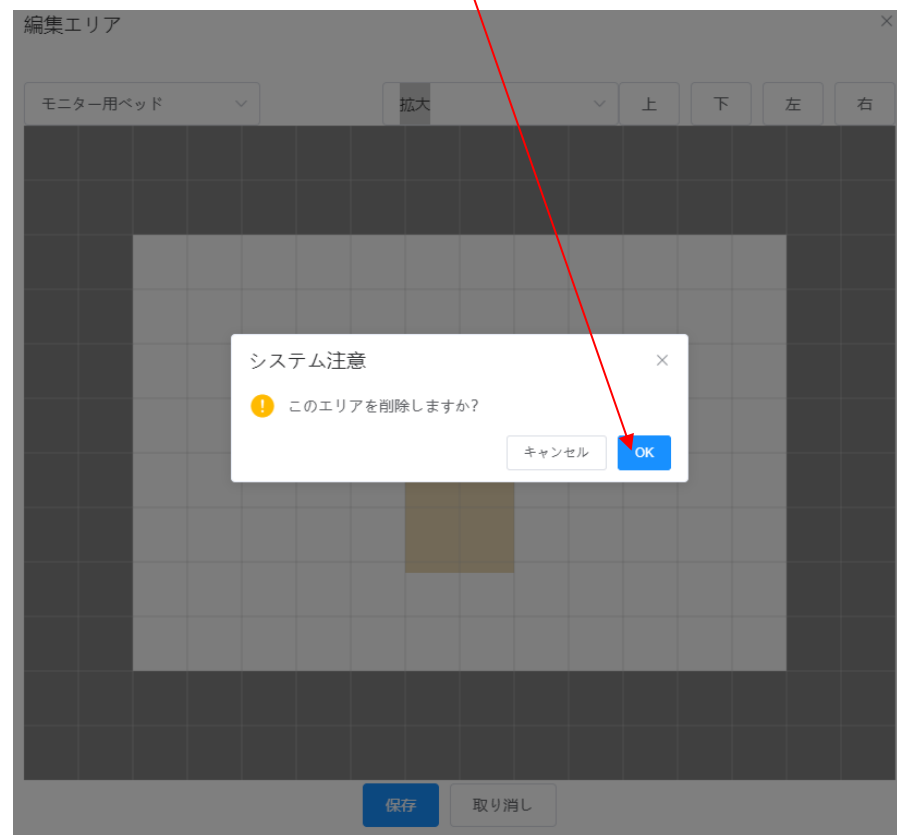 編集エリア
モニター用ベッド 拡大 上 下 左 右
システム注意
このエリアを削除しますか?
キャンセル OK
保存 取り消し